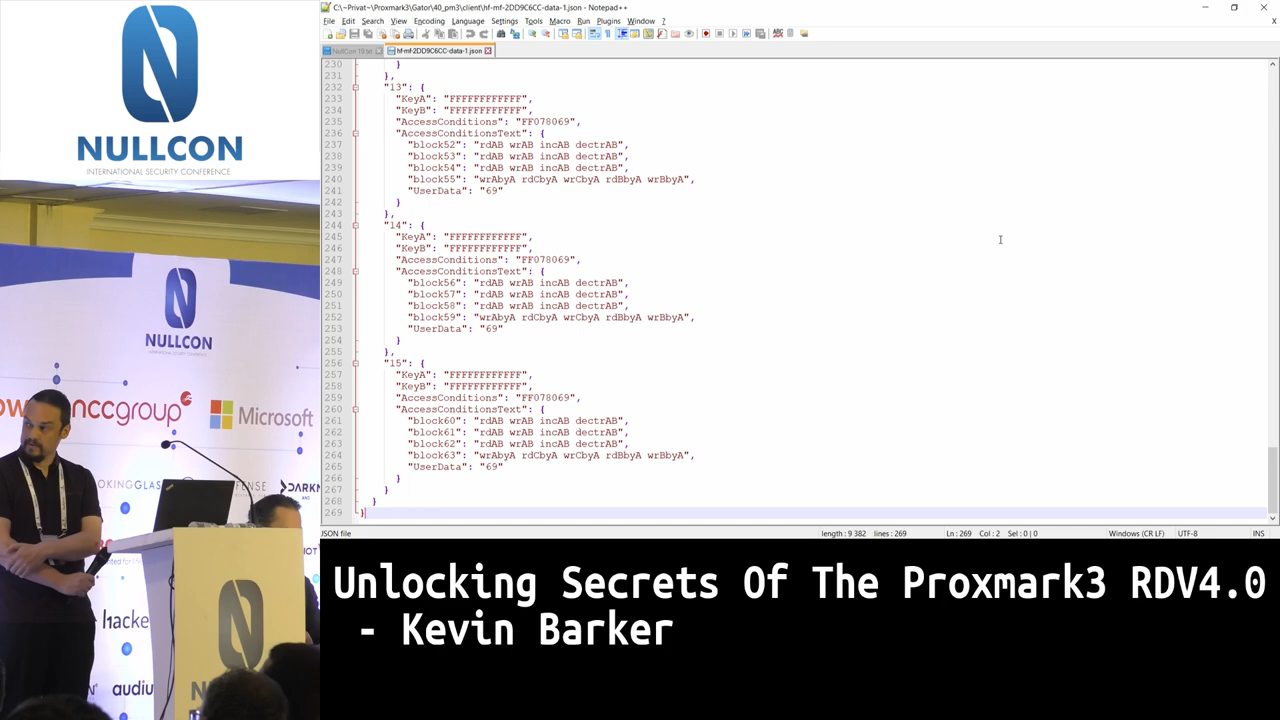 NULLCON
INTERNATIONAL SECURITY CONFERENCE
NULLCON
nccgroup
Microsoft
OKINGGLAS
FENSE
DARKN
hacke
audiu
C:\~Privat~\Proxmark3\Gator\40_pm3\client\hf-mf-2DD9C6CC-data-1.json - Notepad++
File Edit Search View Encoding Language Settings Tools Macro Run Plugins Window ?
NullCon 19.txt hf-mf-2DD9C6CC-data-1.json
230 }
231 },
232 "13": {
233 "KeyA": "FFFFFFFFFFFF",
234 "KeyB": "FFFFFFFFFFFF",
235 "AccessConditions": "FF078069",
236 "AccessConditionsText": {
237 "block52": "rdAB wrAB incAB dectrAB",
238 "block53": "rdAB wrAB incAB dectrAB",
239 "block54": "rdAB wrAB incAB dectrAB",
240 "block55": "wrAbyA rdCbyA wrCbyA rdBbyA wrBbyA",
241 "UserData": "69"
242 }
243 },
244 "14": {
245 "KeyA": "FFFFFFFFFFFF",
246 "KeyB": "FFFFFFFFFFFF",
247 "AccessConditions": "FF078069",
248 "AccessConditionsText": {
249 "block56": "rdAB wrAB incAB dectrAB",
250 "block57": "rdAB wrAB incAB dectrAB",
251 "block58": "rdAB wrAB incAB dectrAB",
252 "block59": "wrAbyA rdCbyA wrCbyA rdBbyA wrBbyA",
253 "UserData": "69"
254 }
255 },
256 "15": {
257 "KeyA": "FFFFFFFFFFFF",
258 "KeyB": "FFFFFFFFFFFF",
259 "AccessConditions": "FF078069",
260 "AccessConditionsText": {
261 "block60": "rdAB wrAB incAB dectrAB",
262 "block61": "rdAB wrAB incAB dectrAB",
263 "block62": "rdAB wrAB incAB dectrAB",
264 "block63": "wrAbyA rdCbyA wrCbyA rdBbyA wrBbyA",
265 "UserData": "69"
266 }
267 }
268 }
269 }
JSON file length : 9 382 lines : 269 Ln : 269 Col : 2 Sel : 0 | 0 Windows (CR LF) UTF-8 INS
Unlocking Secrets Of The Proxmark3 RDV4.0
- Kevin Barker